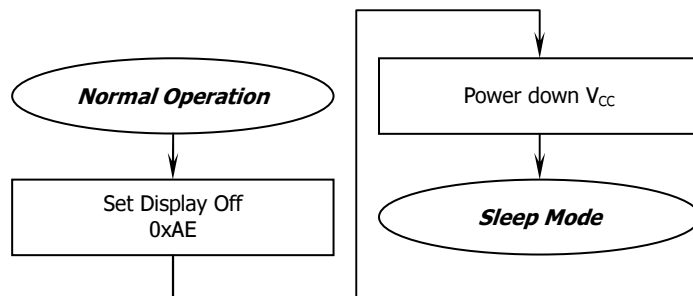 Normal Operation
Set Display Off
0xAE
Power down VCC
Sleep Mode